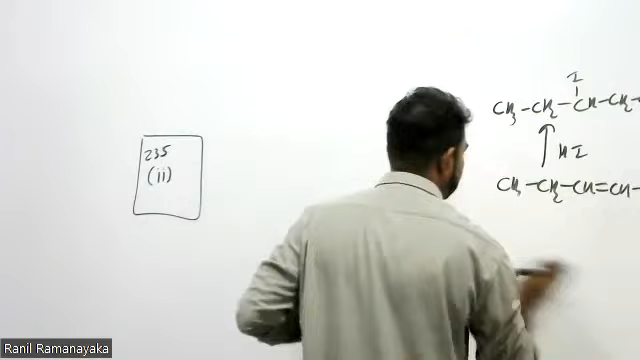 235
(ii)
I
CH3-CH2-CH-CH2-
HI
CH3-CH2-CH=CH-
Ranil Ramanayaka